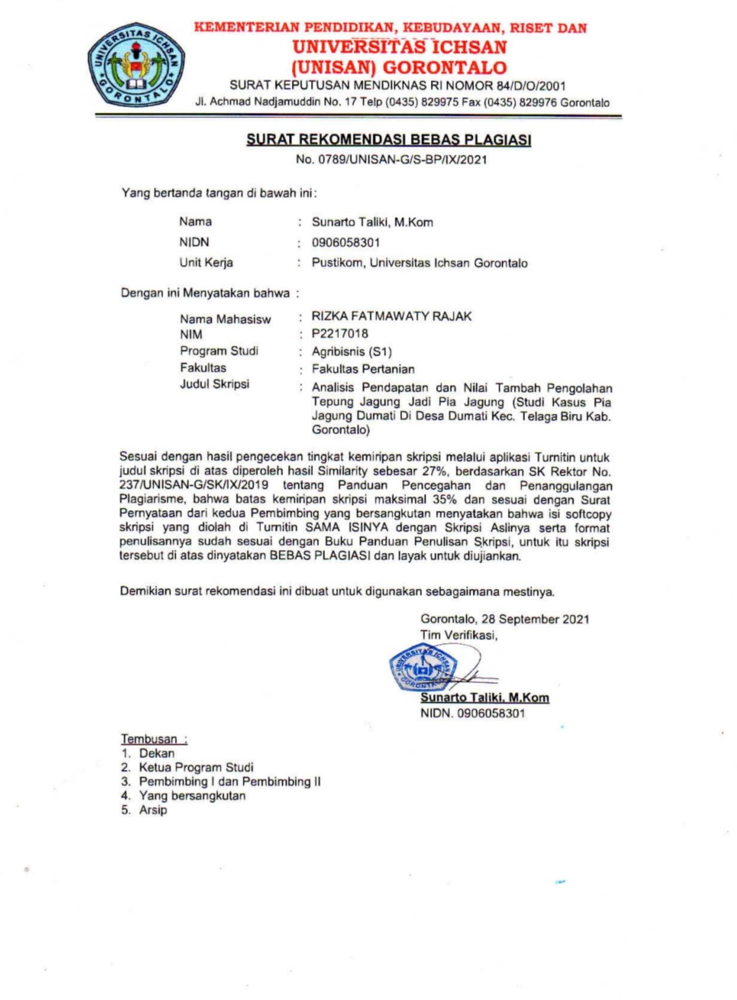 KEMENTERIAN PENDIDIKAN, KEBUDAYAAN, RISET DAN
UNIVERSITAS ICHSAN
(UNISAN) GORONTALO
SURAT KEPUTUSAN MENDIKNAS RI NOMOR 84/D/O/2001
Jl. Achmad Nadjamuddin No. 17 Telp (0435) 829975 Fax (0435) 829976 Gorontalo
UNIVERSITAS ICHSAN
GORONTALO
SURAT REKOMENDASI BEBAS PLAGIASI
No. 0789/UNISAN-G/S-BP/IX/2021
Yang bertanda tangan di bawah ini :
Nama : Sunarto Taliki, M.Kom
NIDN : 0906058301
Unit Kerja : Pustikom, Universitas Ichsan Gorontalo
Dengan ini Menyatakan bahwa :
Nama Mahasisw : RIZKA FATMAWATY RAJAK
NIM : P2217018
Program Studi : Agribisnis (S1)
Fakultas : Fakultas Pertanian
Judul Skripsi : Analisis Pendapatan dan Nilai Tambah Pengolahan
Tepung Jagung Jadi Pia Jagung (Studi Kasus Pia
Jagung Dumati Di Desa Dumati Kec. Telaga Biru Kab.
Gorontalo)
Sesuai dengan hasil pengecekan tingkat kemiripan skripsi melalui aplikasi Turnitin untuk
judul skripsi di atas diperoleh hasil Similarity sebesar 27%, berdasarkan SK Rektor No.
237/UNISAN-G/SK/IX/2019 tentang Panduan Pencegahan dan Penanggulangan
Plagiarisme, bahwa batas kemiripan skripsi maksimal 35% dan sesuai dengan Surat
Pernyataan dari kedua Pembimbing yang bersangkutan menyatakan bahwa isi softcopy
skripsi yang diolah di Turnitin SAMA ISINYA dengan Skripsi Aslinya serta format
penulisannya sudah sesuai dengan Buku Panduan Penulisan Skripsi, untuk itu skripsi
tersebut di atas dinyatakan BEBAS PLAGIASI dan layak untuk diujiankan.
Demikian surat rekomendasi ini dibuat untuk digunakan sebagaimana mestinya.
Gorontalo, 28 September 2021
Tim Verifikasi,
UNIVERSITAS ICHSAN
GORONTALO
Sunarto Taliki, M.Kom
NIDN. 0906058301
Tembusan :
1. Dekan
2. Ketua Program Studi
3. Pembimbing I dan Pembimbing II
4. Yang bersangkutan
5. Arsip